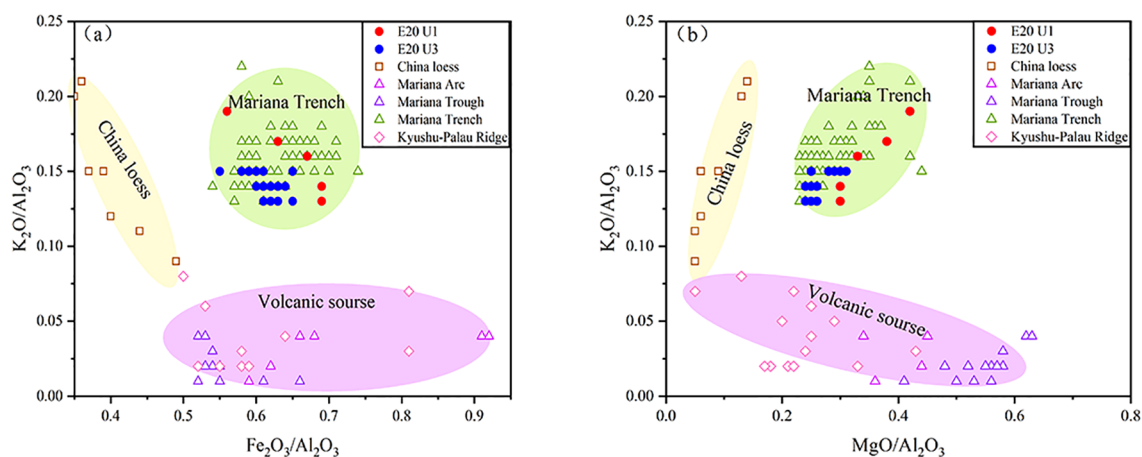 (a)
E20 U1
E20 U3
China loess
Mariana Arc
Mariana Trough
Mariana Trench
Kyushu-Palau Ridge
Mariana Trench
China loess
Volcanic sourse
0.25
0.20
0.15
0.10
0.05
0.00
K₂O/Al₂O₃
0.4 0.5 0.6 0.7 0.8 0.9
Fe₂O₃/Al₂O₃
(b)
E20 U1
E20 U3
China loess
Mariana Arc
Mariana Trough
Mariana Trench
Kyushu-Palau Ridge
Mariana Trench
China loess
Volcanic sourse
0.25
0.20
0.15
0.10
0.05
0.00
K₂O/Al₂O₃
0.0 0.2 0.4 0.6 0.8
MgO/Al₂O₃